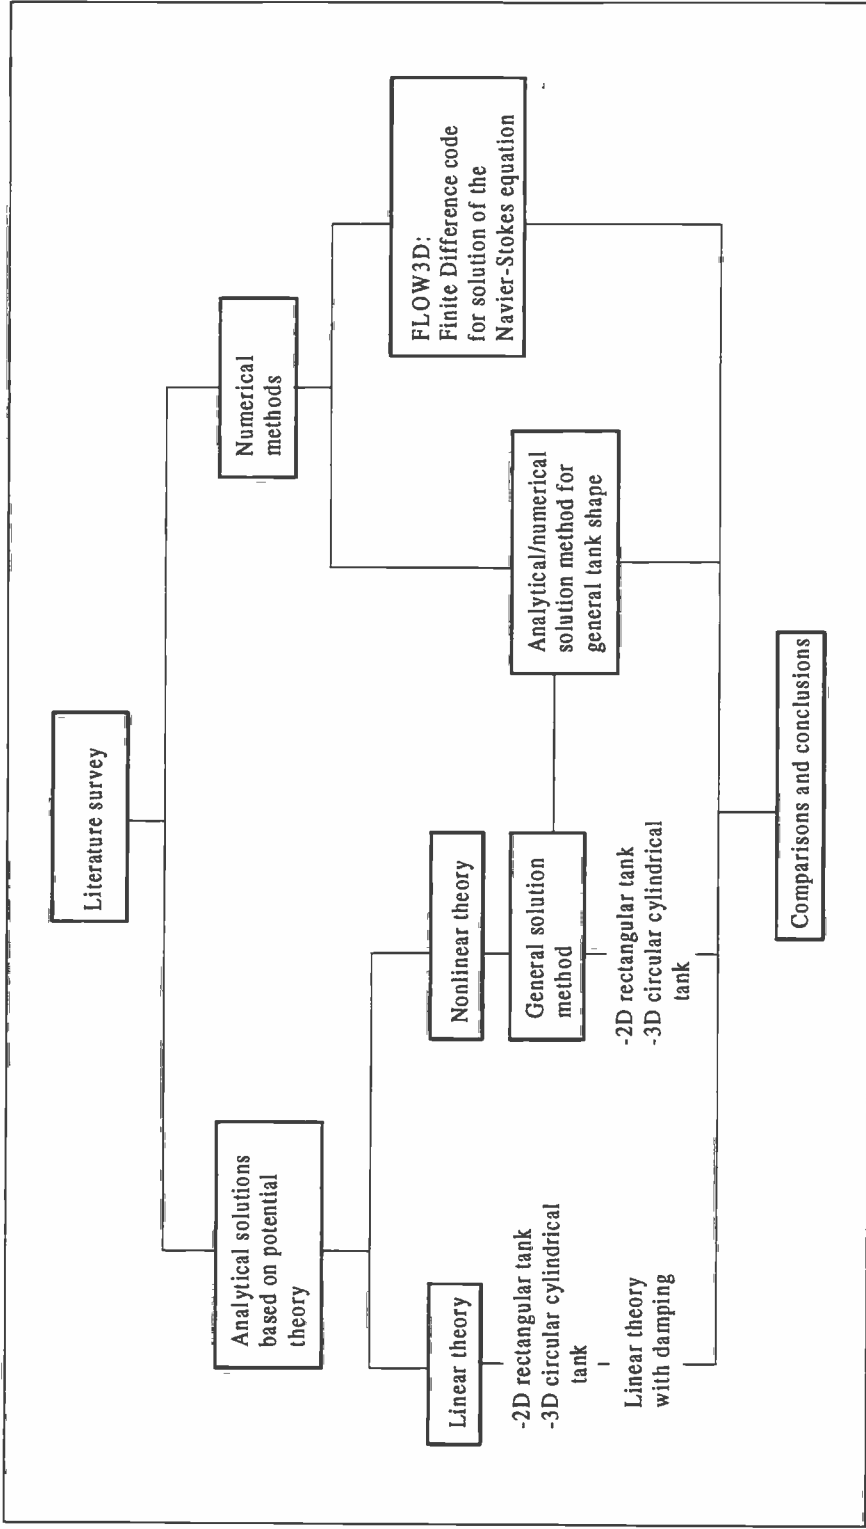 Literature survey
Analytical solutions
based on potential
theory
Numerical
methods
Linear theory
Nonlinear theory
FLOW3D:
Finite Difference code
for solution of the
Navier-Stokes equation
-2D rectangular tank
-3D circular cylindrical
tank
General solution
method
Analytical/numerical
solution method for
general tank shape
Linear theory
with damping
-2D rectangular tank
-3D circular cylindrical
tank
Comparisons and conclusions